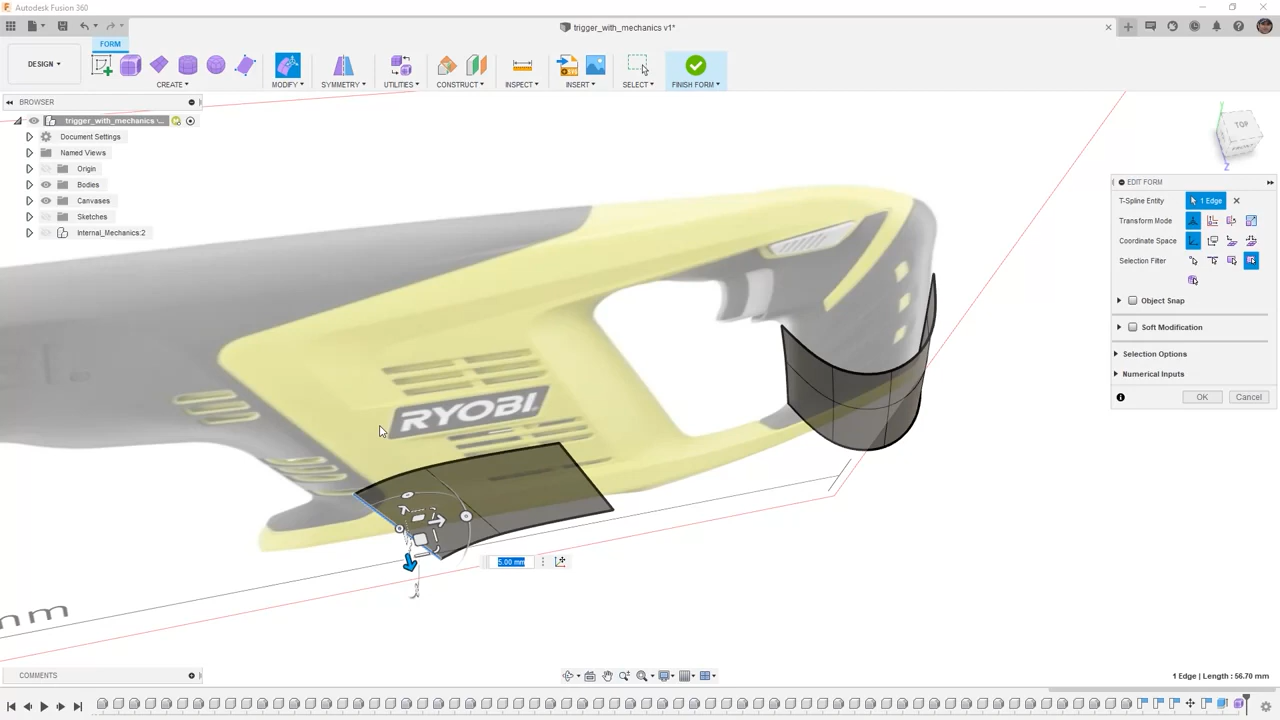 Autodesk Fusion 360
trigger_with_mechanics v1*
FORM
DESIGN
CREATE
MODIFY
SYMMETRY
UTILITIES
CONSTRUCT
INSPECT
INSERT
SELECT
FINISH FORM
BROWSER
trigger_with_mechanics ...
Document Settings
Named Views
Origin
Bodies
Canvases
Sketches
Internal_Mechanics:2
TOP
FRONT
Y
Z
EDIT FORM
T-Spline Entity
1 Edge
Transform Mode
Coordinate Space
Selection Filter
Object Snap
Soft Modification
Selection Options
Numerical Inputs
OK
Cancel
RYOBI
5.00 mm
mm
COMMENTS
1 Edge | Length : 56.70 mm